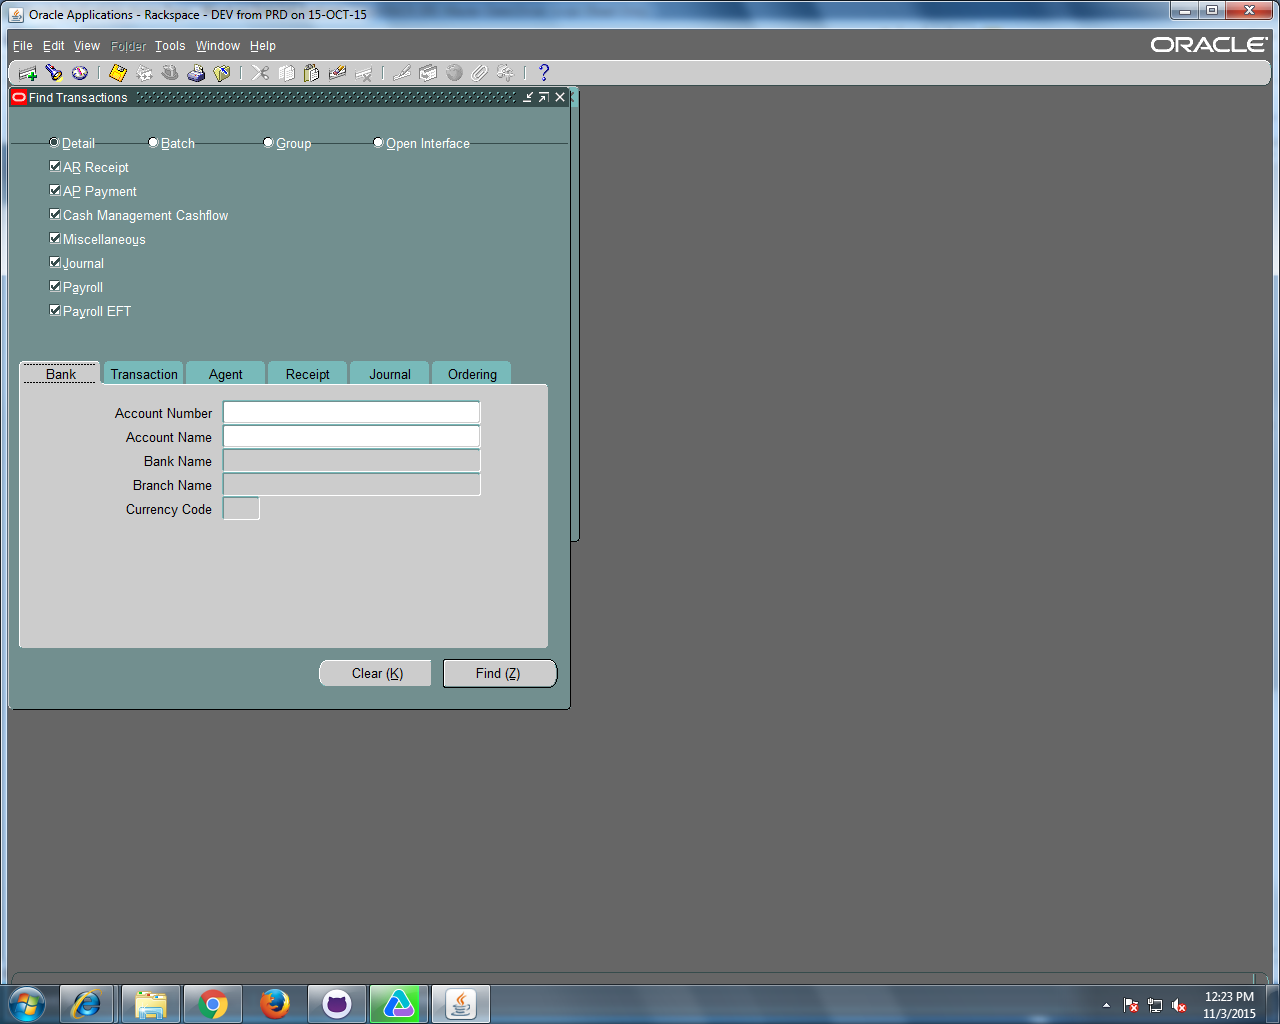 Oracle Applications - Rackspace - DEV from PRD on 15-OCT-15
File Edit View Folder Tools Window Help
ORACLE
Find Transactions
Detail Batch Group Open Interface
AR Receipt
AP Payment
Cash Management Cashflow
Miscellaneous
Journal
Payroll
Payroll EFT
Bank Transaction Agent Receipt Journal Ordering
Account Number
Account Name
Bank Name
Branch Name
Currency Code
Clear (K) Find (Z)
12:23 PM
11/3/2015